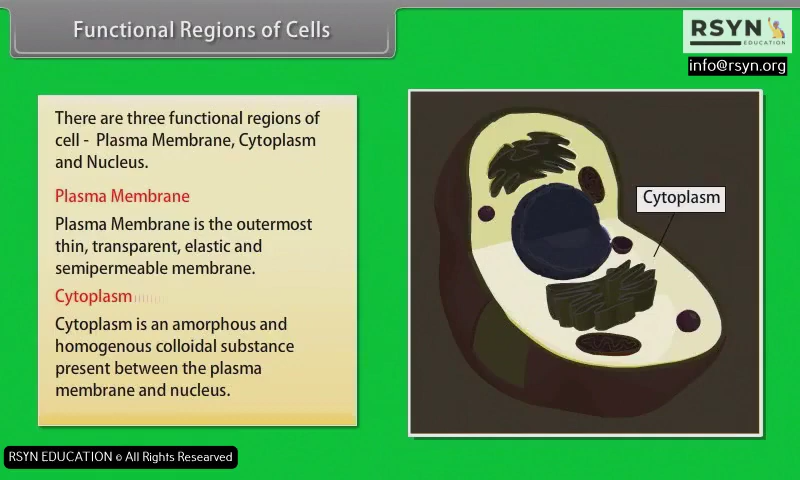 Functional Regions of Cells
RSYN
EDUCATION
info@rsyn.org
There are three functional regions of
cell - Plasma Membrane, Cytoplasm
and Nucleus.
Plasma Membrane
Plasma Membrane is the outermost
thin, transparent, elastic and
semipermeable membrane.
Cytoplasm
Cytoplasm is an amorphous and
homogenous colloidal substance
present between the plasma
membrane and nucleus.
Cytoplasm
RSYN EDUCATION © All Rights Researved